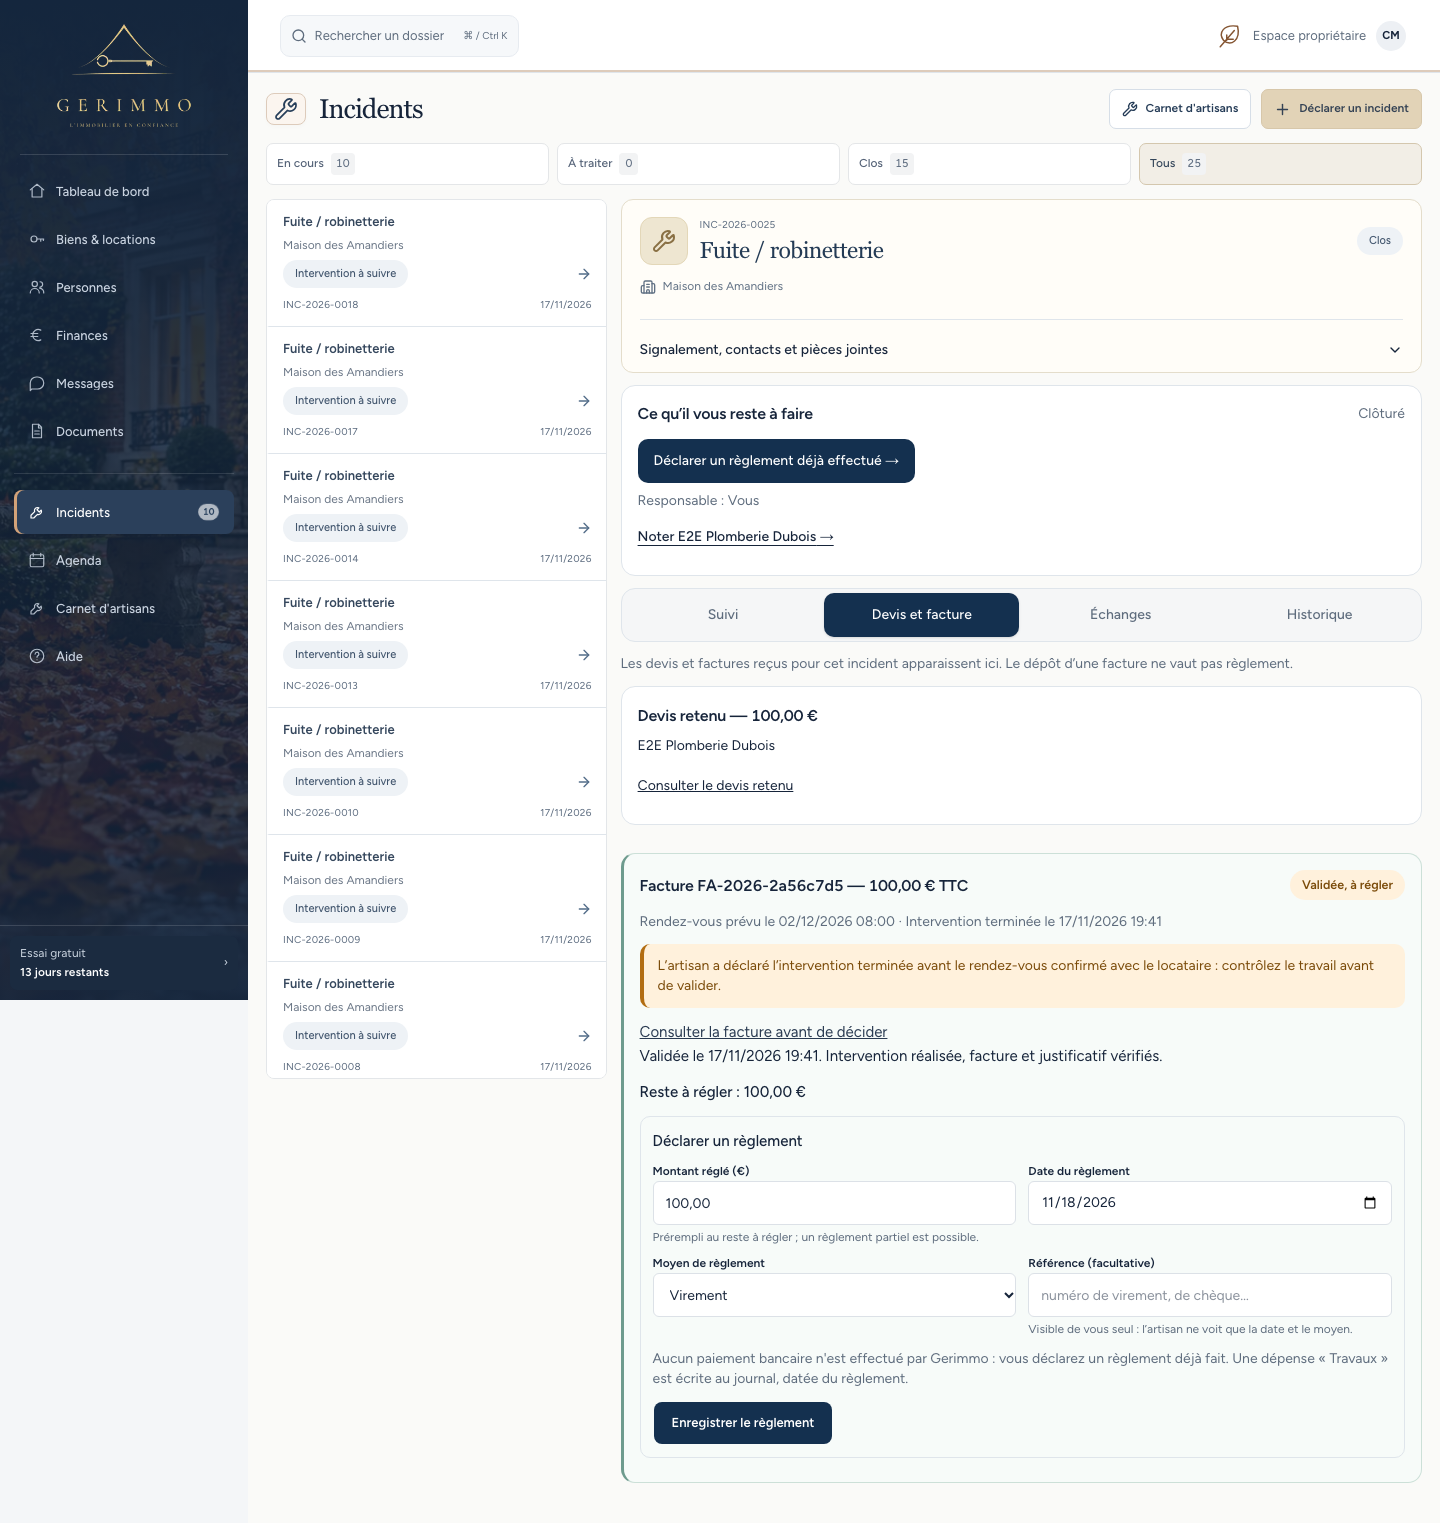 GERIMMO
L'IMMOBILIER EN CONFIANCE
Tableau de bord
Biens & locations
Personnes
Finances
Messages
Documents
Incidents 10
Agenda
Carnet d'artisans
Aide
Essai gratuit
13 jours restants ›
Rechercher un dossier ⌘ / Ctrl K
Espace propriétaire CM
Incidents
Carnet d'artisans
Déclarer un incident
En cours 10
À traiter 0
Clos 15
Tous 25
Fuite / robinetterie
Maison des Amandiers
Intervention à suivre
INC-2026-0018 17/11/2026
Fuite / robinetterie
Maison des Amandiers
Intervention à suivre
INC-2026-0017 17/11/2026
Fuite / robinetterie
Maison des Amandiers
Intervention à suivre
INC-2026-0014 17/11/2026
Fuite / robinetterie
Maison des Amandiers
Intervention à suivre
INC-2026-0013 17/11/2026
Fuite / robinetterie
Maison des Amandiers
Intervention à suivre
INC-2026-0010 17/11/2026
Fuite / robinetterie
Maison des Amandiers
Intervention à suivre
INC-2026-0009 17/11/2026
Fuite / robinetterie
Maison des Amandiers
Intervention à suivre
INC-2026-0008 17/11/2026
INC-2026-0025
Fuite / robinetterie
Clos
Maison des Amandiers
Signalement, contacts et pièces jointes
Ce qu’il vous reste à faire Clôturé
Déclarer un règlement déjà effectué →
Responsable : Vous
Noter E2E Plomberie Dubois →
Suivi Devis et facture Échanges Historique
Les devis et factures reçus pour cet incident apparaissent ici. Le dépôt d’une facture ne vaut pas règlement.
Devis retenu — 100,00 €
E2E Plomberie Dubois
Consulter le devis retenu
Facture FA-2026-2a56c7d5 — 100,00 € TTC Validée, à régler
Rendez-vous prévu le 02/12/2026 08:00 · Intervention terminée le 17/11/2026 19:41
L’artisan a déclaré l’intervention terminée avant le rendez-vous confirmé avec le locataire : contrôlez le travail avant
de valider.
Consulter la facture avant de décider
Validée le 17/11/2026 19:41. Intervention réalisée, facture et justificatif vérifiés.
Reste à régler : 100,00 €
Déclarer un règlement
Montant réglé (€) Date du règlement
100,00 11/18/2026
Prérempli au reste à régler ; un règlement partiel est possible.
Moyen de règlement Référence (facultative)
Virement numéro de virement, de chèque…
Visible de vous seul : l’artisan ne voit que la date et le moyen.
Aucun paiement bancaire n'est effectué par Gerimmo : vous déclarez un règlement déjà fait. Une dépense « Travaux »
est écrite au journal, datée du règlement.
Enregistrer le règlement